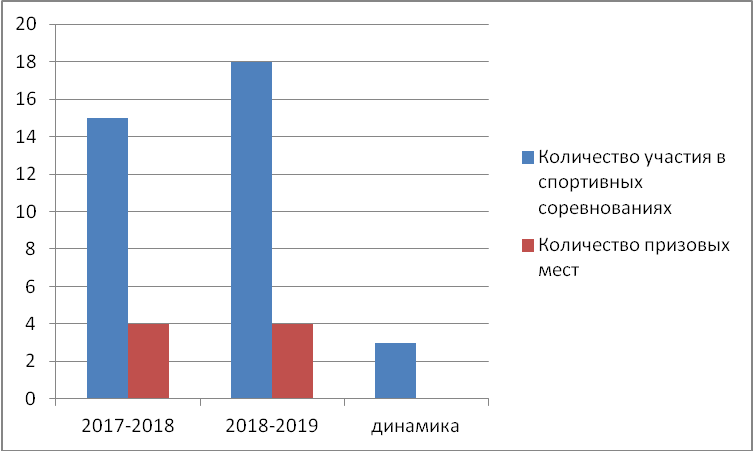 20
18
16
14
12
10
8
6
4
2
0
2017-2018
2018-2019
динамика
Количество участия в
спортивных
соревнованиях
Количество призовых
мест